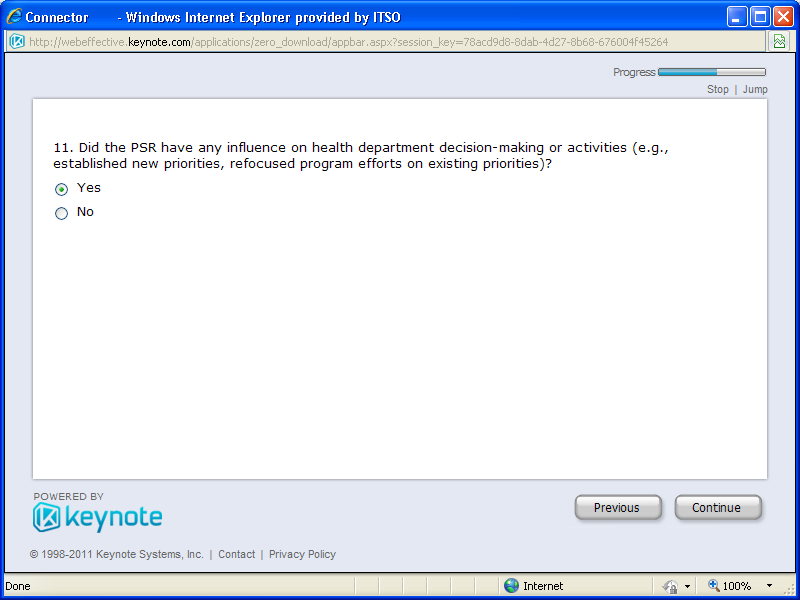 Connector - Windows Internet Explorer provided by ITSO
http://webeffective.keynote.com/applications/zero_download/appbar.aspx?session_key=78acd9d8-8dab-4d27-8b68-676004f45264
Progress
Stop | Jump
11. Did the PSR have any influence on health department decision-making or activities (e.g.,
established new priorities, refocused program efforts on existing priorities)?
Yes
No
POWERED BY
keynote
Previous Continue
© 1998-2011 Keynote Systems, Inc. | Contact | Privacy Policy
Done Internet 100%